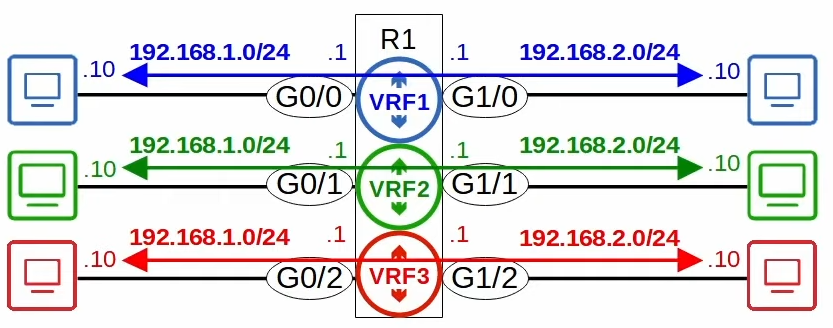 R1
192.168.1.0/24 .1 .1 192.168.2.0/24
.10 .10
G0/0 VRF1 G1/0
192.168.1.0/24 .1 .1 192.168.2.0/24
.10 .10
G0/1 VRF2 G1/1
192.168.1.0/24 .1 .1 192.168.2.0/24
.10 .10
G0/2 VRF3 G1/2